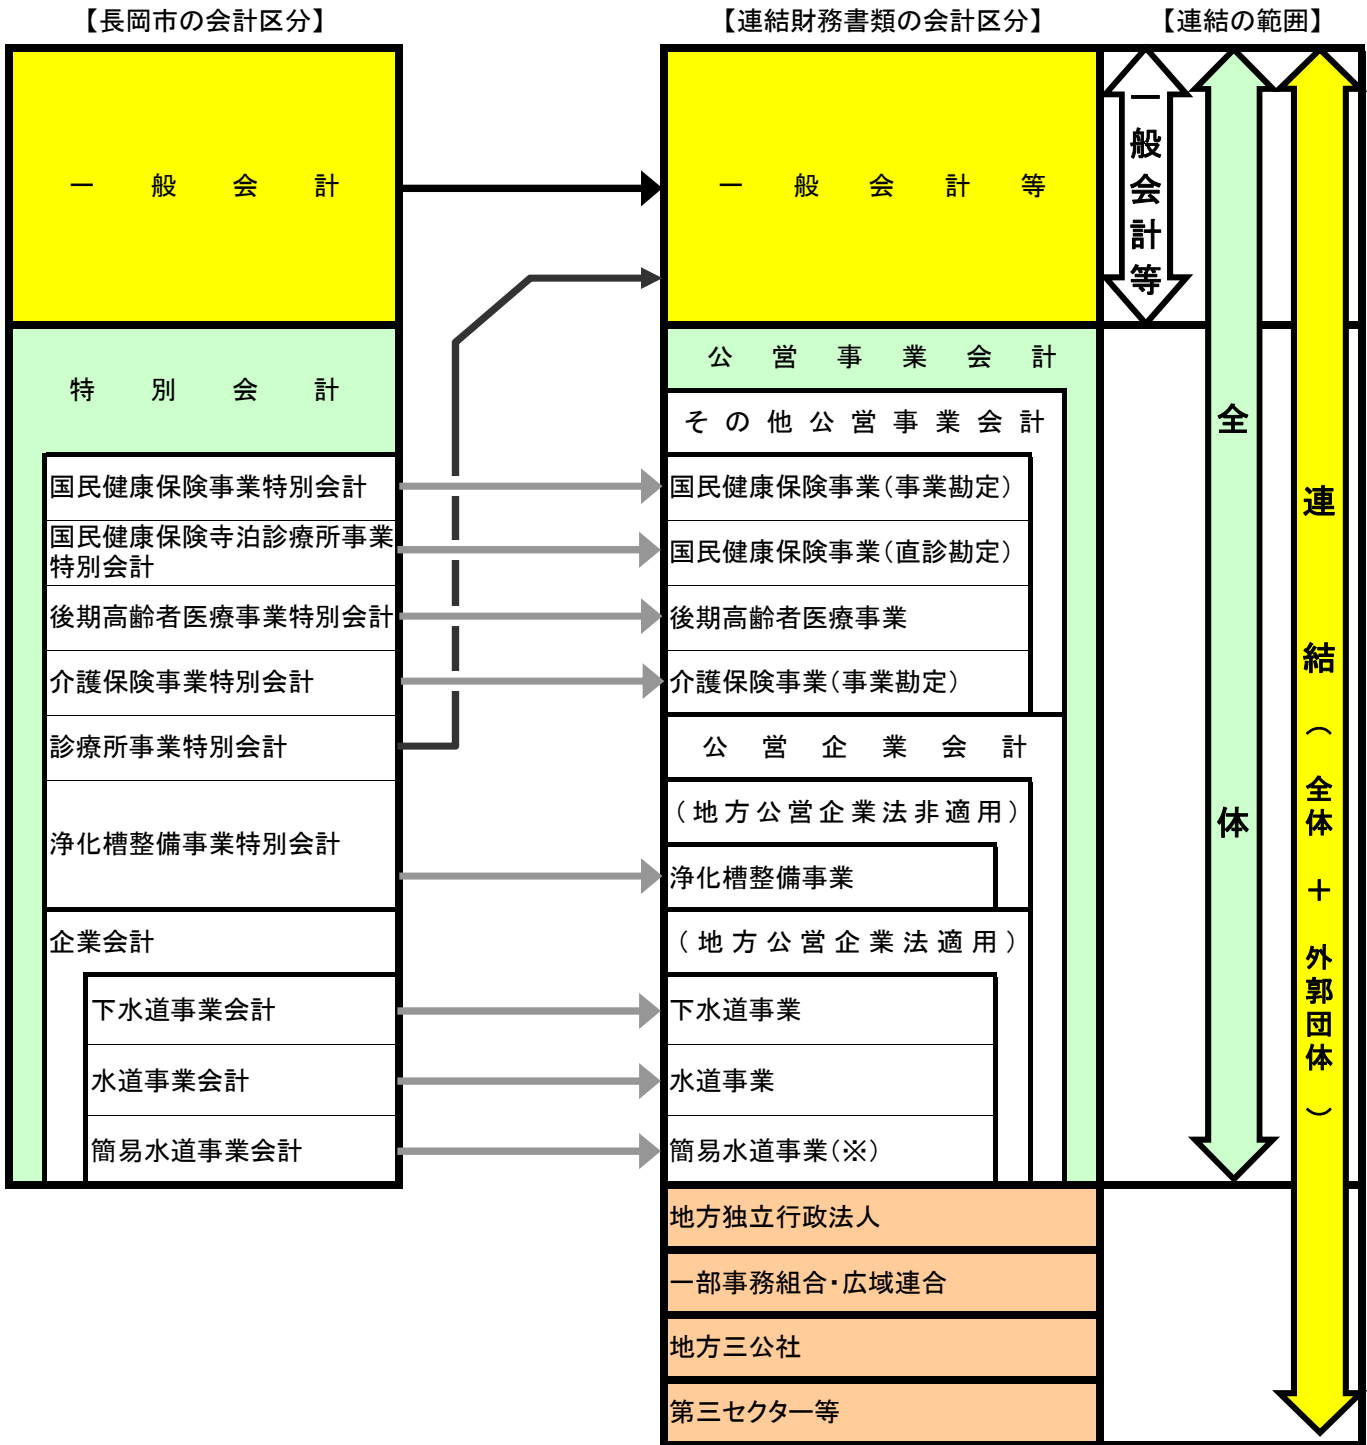 【長岡市の会計区分】
【連結財務書類の会計区分】
【連結の範囲】
一般会計
一般会計等
一般会計等
特別会計
公営事業会計
その他公営事業会計
国民健康保険事業特別会計
国民健康保険事業(事業勘定)
国民健康保険寺泊診療所事業
特別会計
国民健康保険事業(直診勘定)
後期高齢者医療事業特別会計
後期高齢者医療事業
介護保険事業特別会計
介護保険事業(事業勘定)
診療所事業特別会計
公営企業会計
(地方公営企業法非適用)
浄化槽整備事業特別会計
浄化槽整備事業
企業会計
(地方公営企業法適用)
下水道事業会計
下水道事業
水道事業会計
水道事業
簡易水道事業会計
簡易水道事業(※)
地方独立行政法人
一部事務組合・広域連合
地方三公社
第三セクター等
全体
連結(全体+外郭団体)